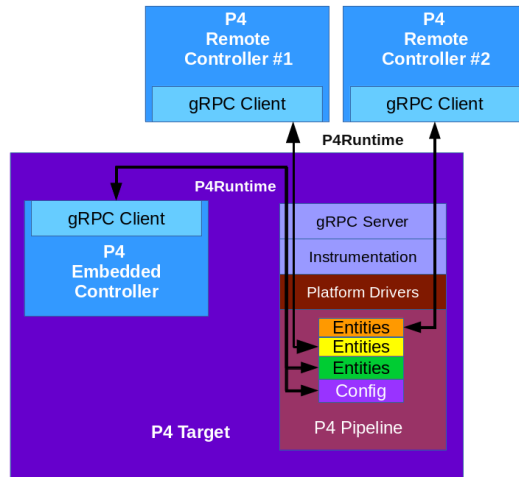 P4
Remote
Controller #1
gRPC Client
P4
Remote
Controller #2
gRPC Client
P4Runtime
P4Runtime
gRPC Client
P4
Embedded
Controller
gRPC Server
Instrumentation
Platform Drivers
Entities
Entities
Entities
Config
P4 Pipeline
P4 Target